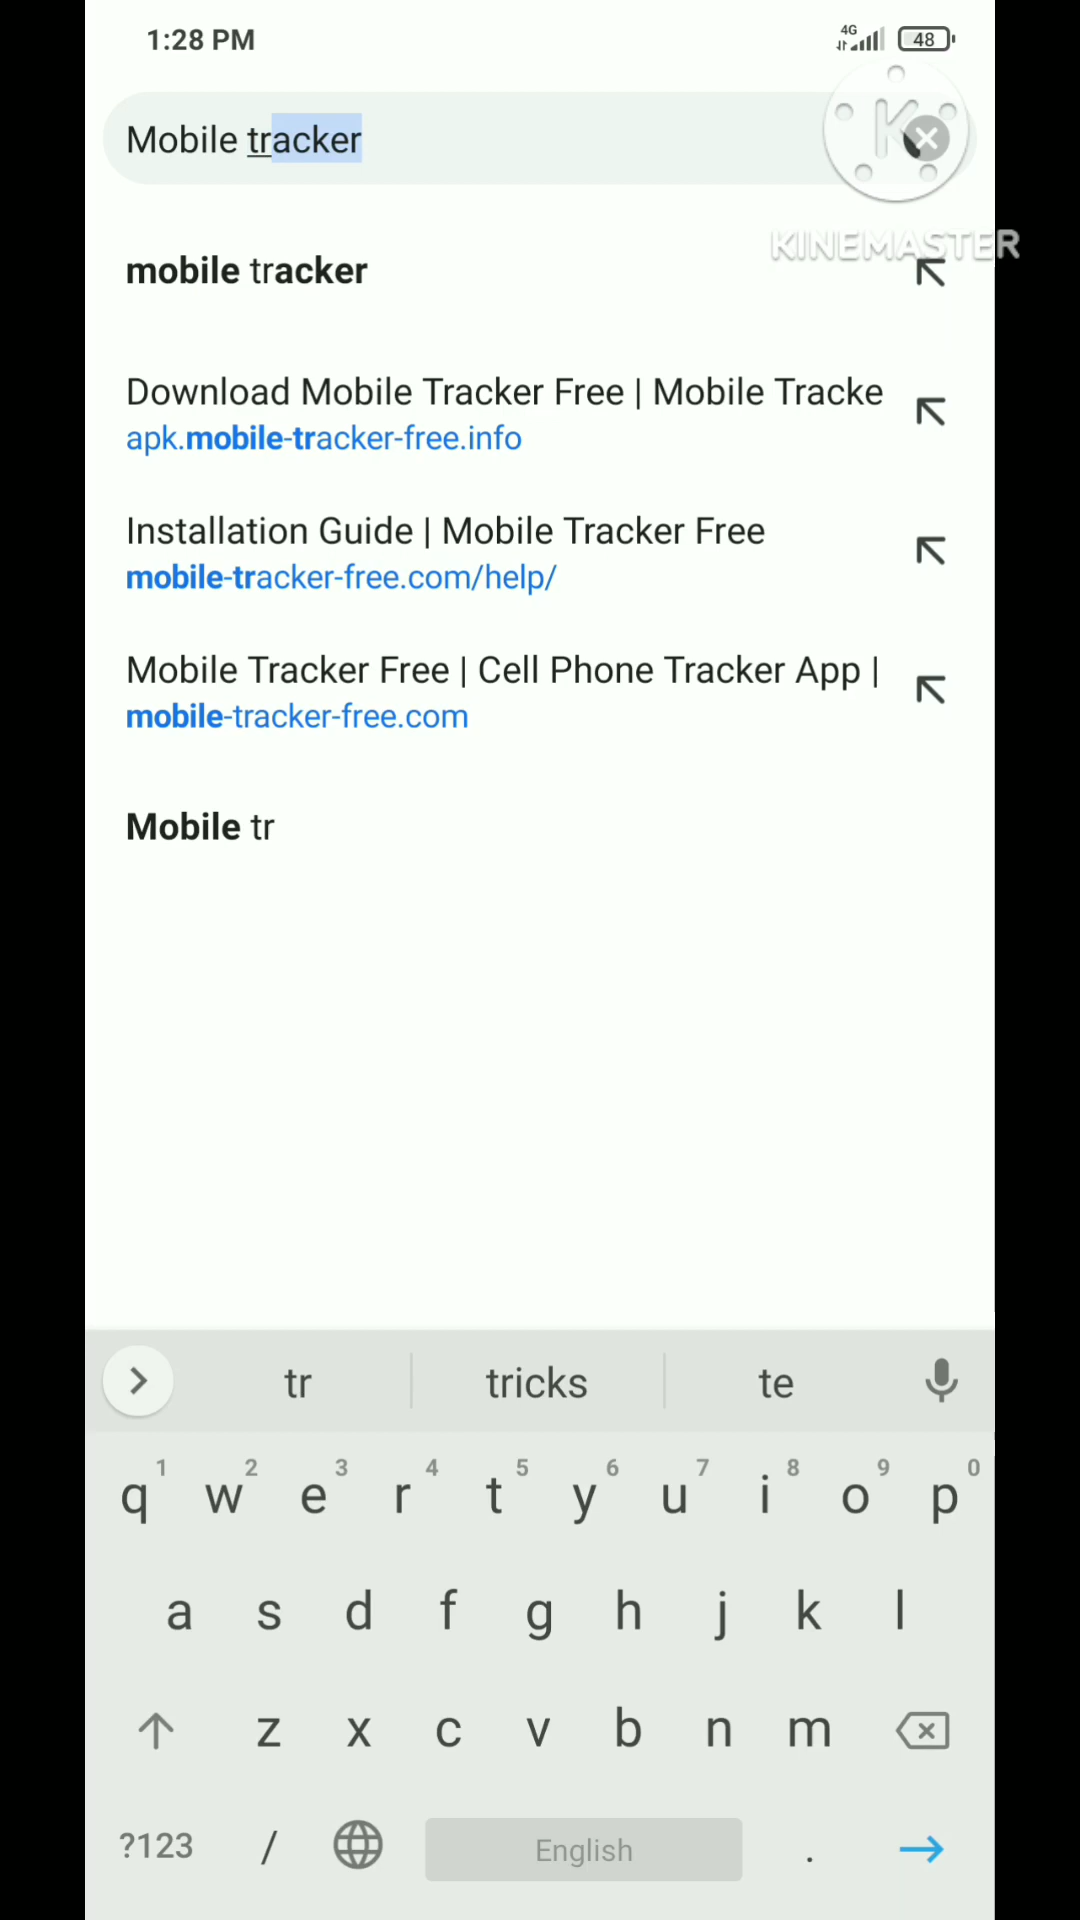 1:28 PM
4G
48
Mobile tracker
K
KINEMASTER
mobile tracker
Download Mobile Tracker Free | Mobile Tracke
apk.mobile-tracker-free.info
Installation Guide | Mobile Tracker Free
mobile-tracker-free.com/help/
Mobile Tracker Free | Cell Phone Tracker App |
mobile-tracker-free.com
Mobile tr
tr tricks te
1 2 3 4 5 6 7 8 9 0
q w e r t y u i o p
a s d f g h j k l
z x c v b n m
?123 / English .